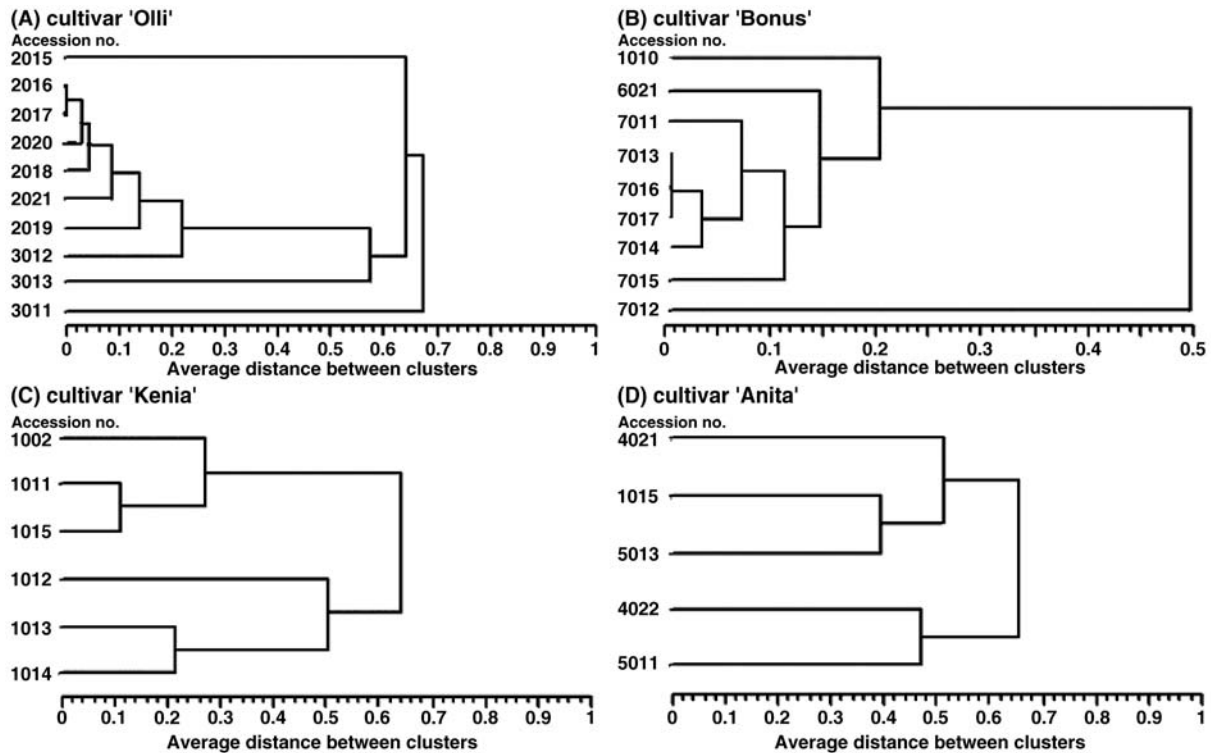 (A) cultivar 'Olli'
Accession no.
2015
2016
2017
2020
2018
2021
2019
3012
3013
3011
0 0.1 0.2 0.3 0.4 0.5 0.6 0.7 0.8 0.9 1
Average distance between clusters
(B) cultivar 'Bonus'
Accession no.
1010
6021
7011
7013
7016
7017
7014
7015
7012
0 0.1 0.2 0.3 0.4 0.5
Average distance between clusters
(C) cultivar 'Kenia'
Accession no.
1002
1011
1015
1012
1013
1014
0 0.1 0.2 0.3 0.4 0.5 0.6 0.7 0.8 0.9 1
Average distance between clusters
(D) cultivar 'Anita'
Accession no.
4021
1015
5013
4022
5011
0 0.1 0.2 0.3 0.4 0.5 0.6 0.7 0.8 0.9 1
Average distance between clusters